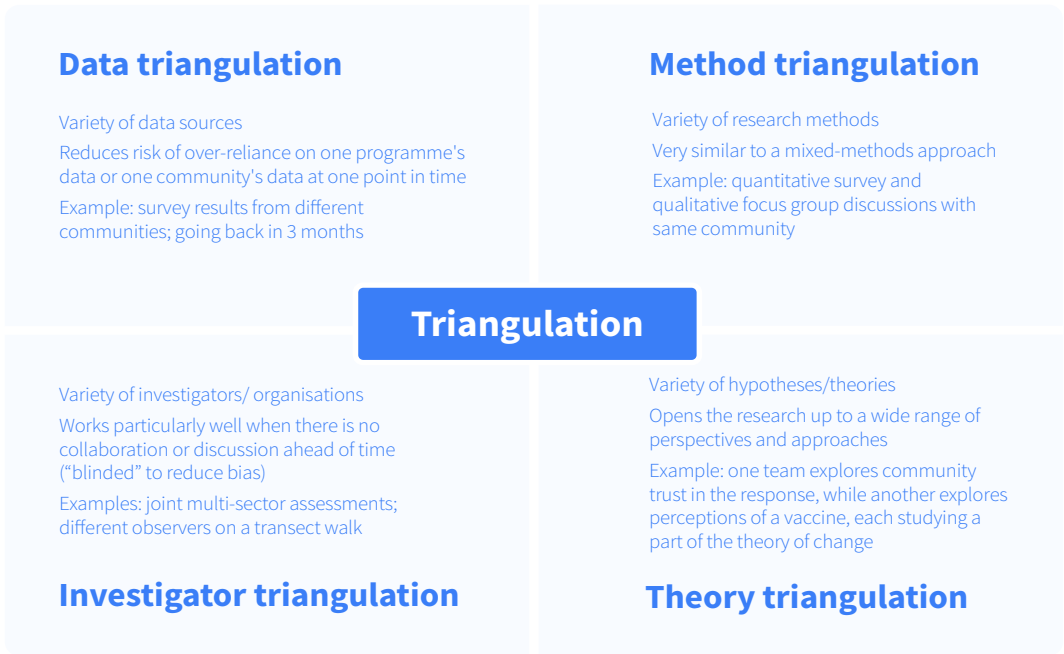 Data triangulation
Variety of data sources
Reduces risk of over-reliance on one programme's
data or one community's data at one point in time
Example: survey results from different
communities; going back in 3 months
Method triangulation
Variety of research methods
Very similar to a mixed-methods approach
Example: quantitative survey and
qualitative focus group discussions with
same community
Triangulation
Variety of investigators/ organisations
Works particularly well when there is no
collaboration or discussion ahead of time
(“blinded” to reduce bias)
Examples: joint multi-sector assessments;
different observers on a transect walk
Investigator triangulation
Variety of hypotheses/theories
Opens the research up to a wide range of
perspectives and approaches
Example: one team explores community
trust in the response, while another explores
perceptions of a vaccine, each studying a
part of the theory of change
Theory triangulation